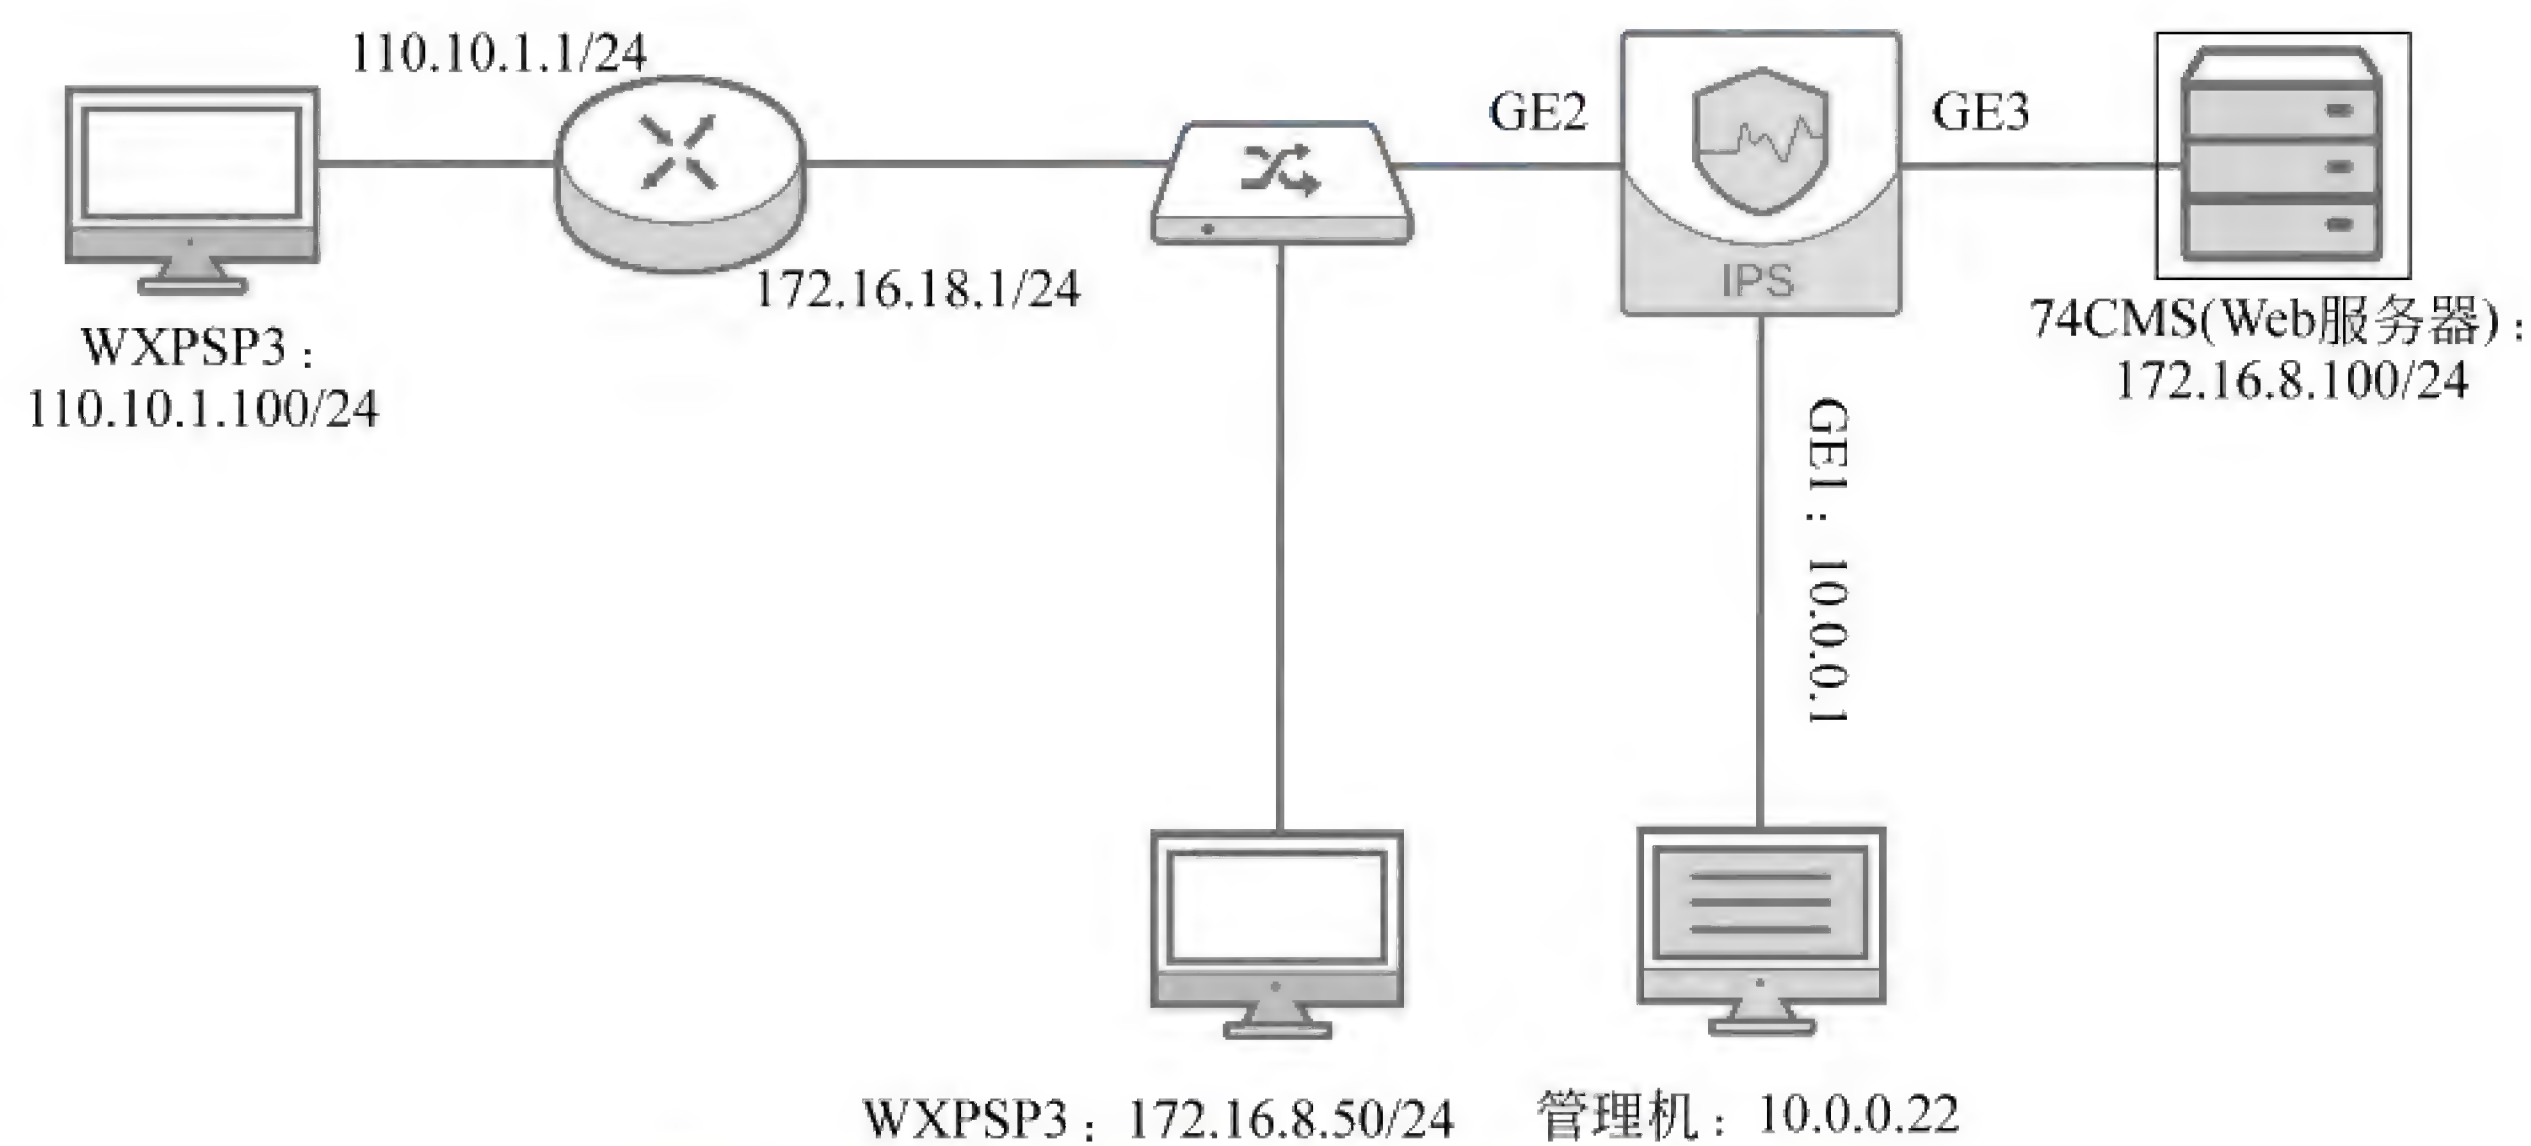 110.10.1.1/24
GE2
GE3
IPS
172.16.18.1/24
WXPSP3：
110.10.1.100/24
74CMS(Web服务器)：
172.16.8.100/24
GE1：10.0.0.1
WXPSP3：172.16.8.50/24
管理机：10.0.0.22